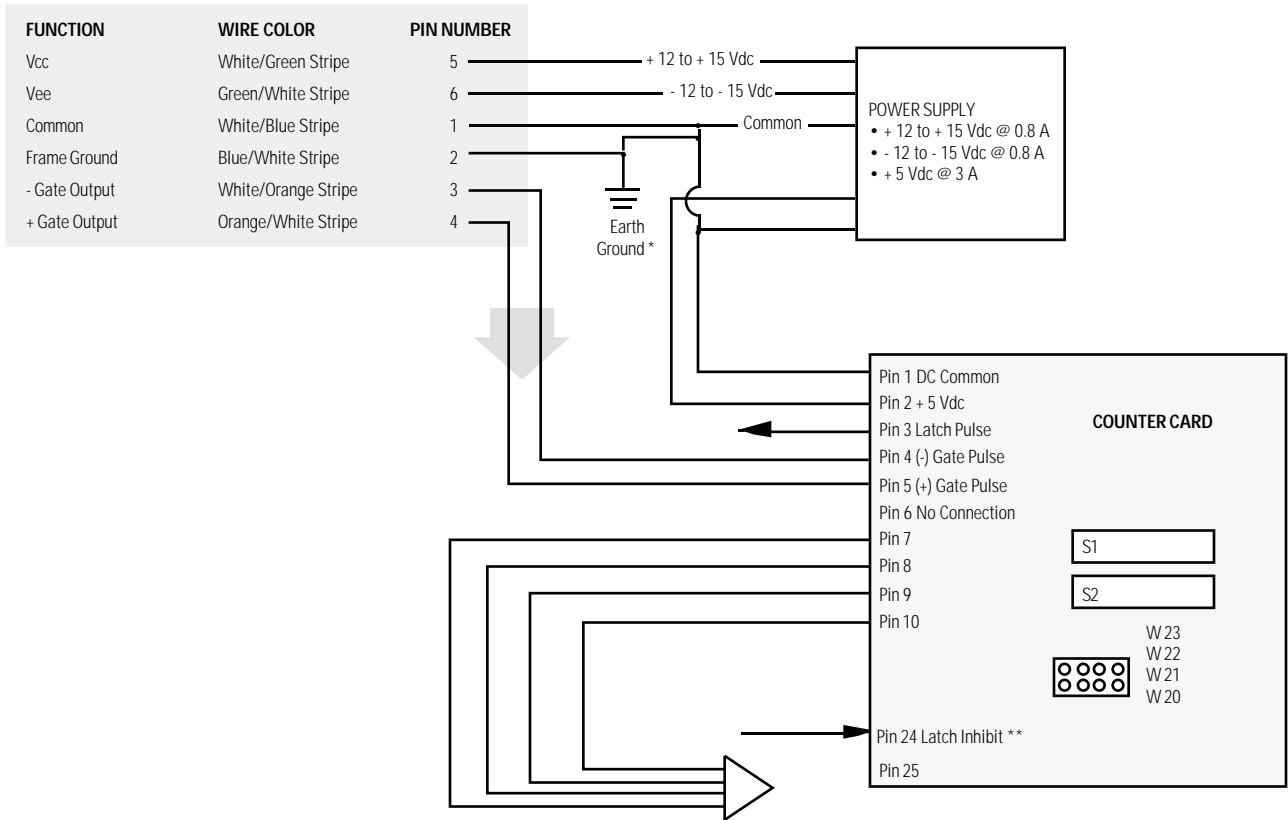 FUNCTION WIRE COLOR PIN NUMBER
Vcc White/Green Stripe 5
+ 12 to + 15 Vdc
Vee Green/White Stripe 6
- 12 to - 15 Vdc
Common White/Blue Stripe 1
Common
Frame Ground Blue/White Stripe 2
- Gate Output White/Orange Stripe 3
+ Gate Output Orange/White Stripe 4
POWER SUPPLY
• + 12 to + 15 Vdc @ 0.8 A
• - 12 to - 15 Vdc @ 0.8 A
• + 5 Vdc @ 3 A
Earth
Ground *
Pin 1 DC Common
Pin 2 + 5 Vdc
Pin 3 Latch Pulse
Pin 4 (-) Gate Pulse
Pin 5 (+) Gate Pulse
Pin 6 No Connection
Pin 7
Pin 8
Pin 9
Pin 10
COUNTER CARD
S1
S2
W 23
W 22
W 21
W 20
Pin 24 Latch Inhibit **
Pin 25